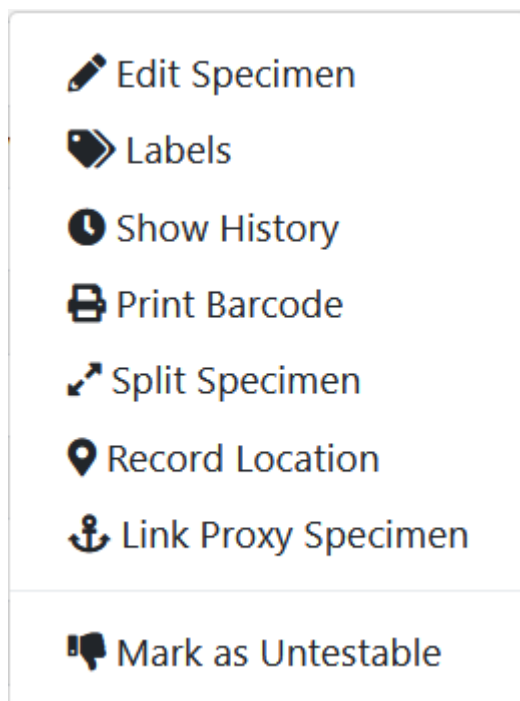 Edit Specimen
Labels
Show History
Print Barcode
Split Specimen
Record Location
Link Proxy Specimen
Mark as Untestable